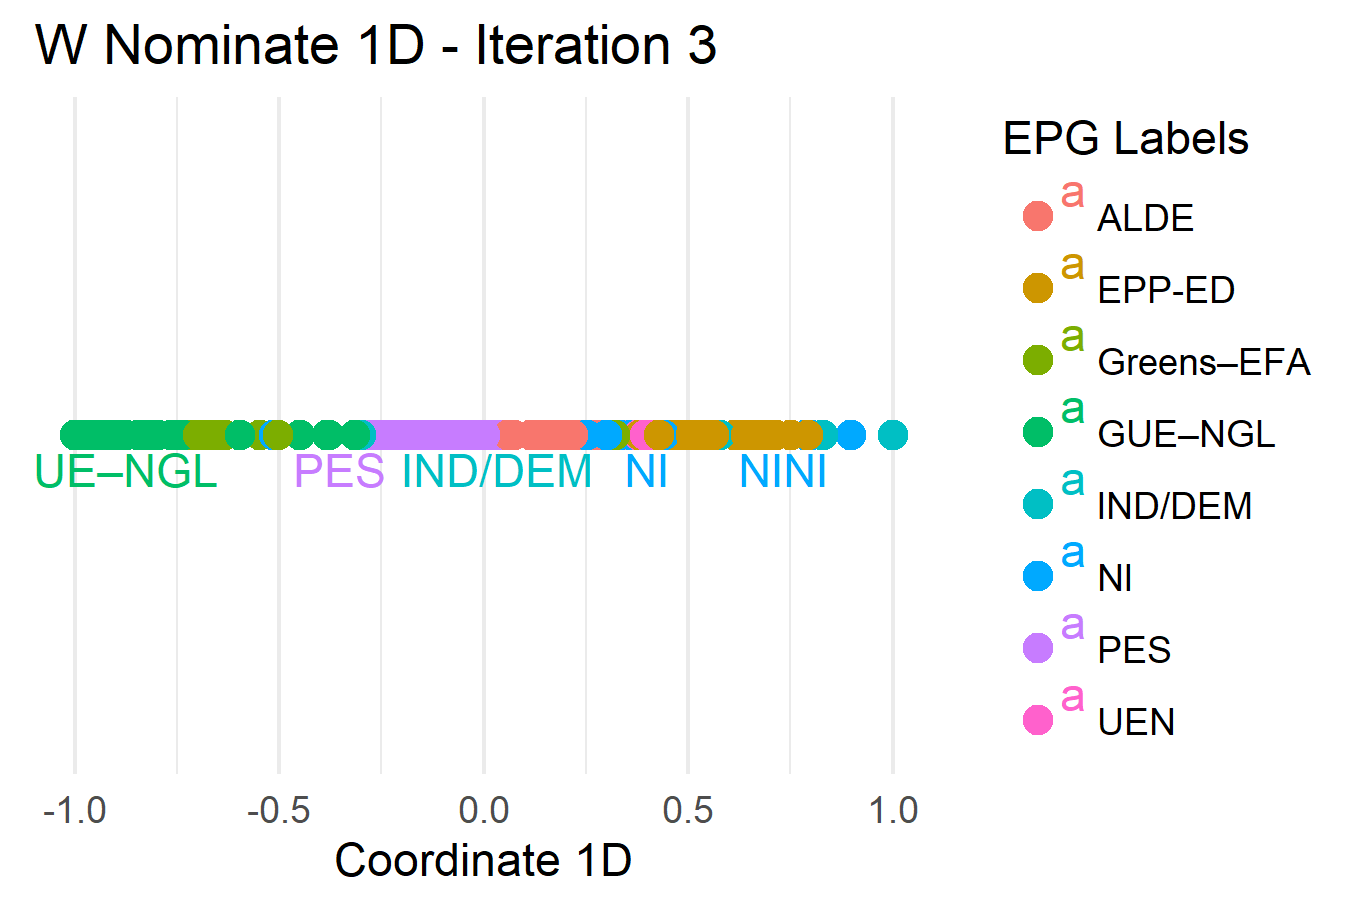 W Nominate 1D - Iteration 3
EPG Labels
a ALDE
a EPP-ED
a Greens–EFA
a GUE–NGL
a IND/DEM
a NI
a PES
a UEN
UE–NGL PES IND/DEM NI NINI
-1.0 -0.5 0.0 0.5 1.0
Coordinate 1D